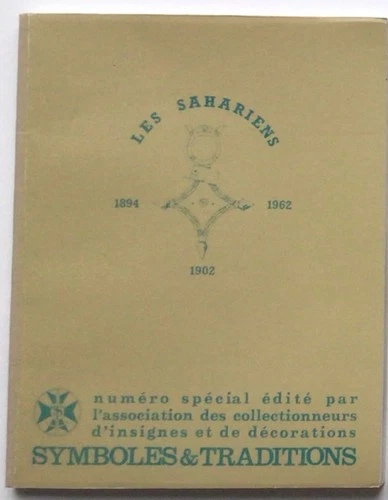 LES SAHARIENS
1894 1962
1902
numéro spécial édité par
l'association des collectionneurs
d'insignes et de décorations
SYMBOLES & TRADITIONS